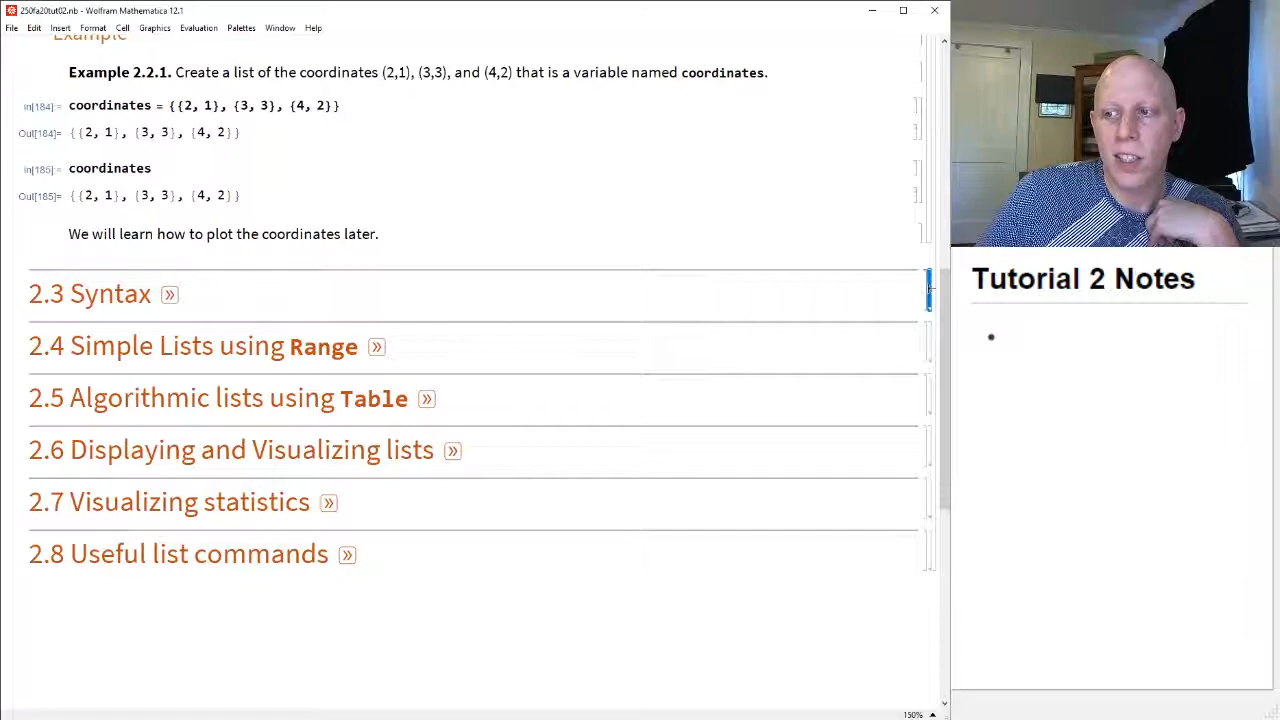 250fa20tut02.nb - Wolfram Mathematica 12.1
File Edit Insert Format Cell Graphics Evaluation Palettes Window Help
Example
Example 2.2.1. Create a list of the coordinates (2,1), (3,3), and (4,2) that is a variable named coordinates.
In[184]:= coordinates = {{2, 1}, {3, 3}, {4, 2}}
Out[184]= {{2, 1}, {3, 3}, {4, 2}}
In[185]:= coordinates
Out[185]= {{2, 1}, {3, 3}, {4, 2}}
We will learn how to plot the coordinates later.
2.3 Syntax »
2.4 Simple Lists using Range »
2.5 Algorithmic lists using Table »
2.6 Displaying and Visualizing lists »
2.7 Visualizing statistics »
2.8 Useful list commands »
150%
Tutorial 2 Notes
•